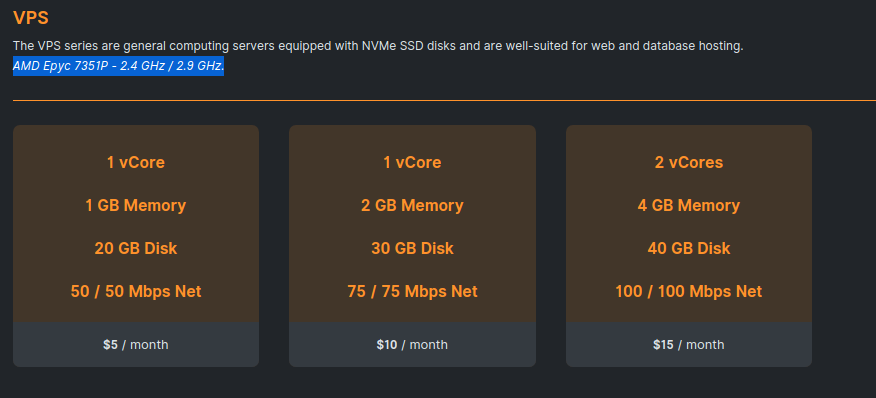 VPS
The VPS series are general computing servers equipped with NVMe SSD disks and are well-suited for web and database hosting.
AMD Epyc 7351P - 2.4 GHz / 2.9 GHz.
1 vCore
1 GB Memory
20 GB Disk
50 / 50 Mbps Net
$5 / month
1 vCore
2 GB Memory
30 GB Disk
75 / 75 Mbps Net
$10 / month
2 vCores
4 GB Memory
40 GB Disk
100 / 100 Mbps Net
$15 / month